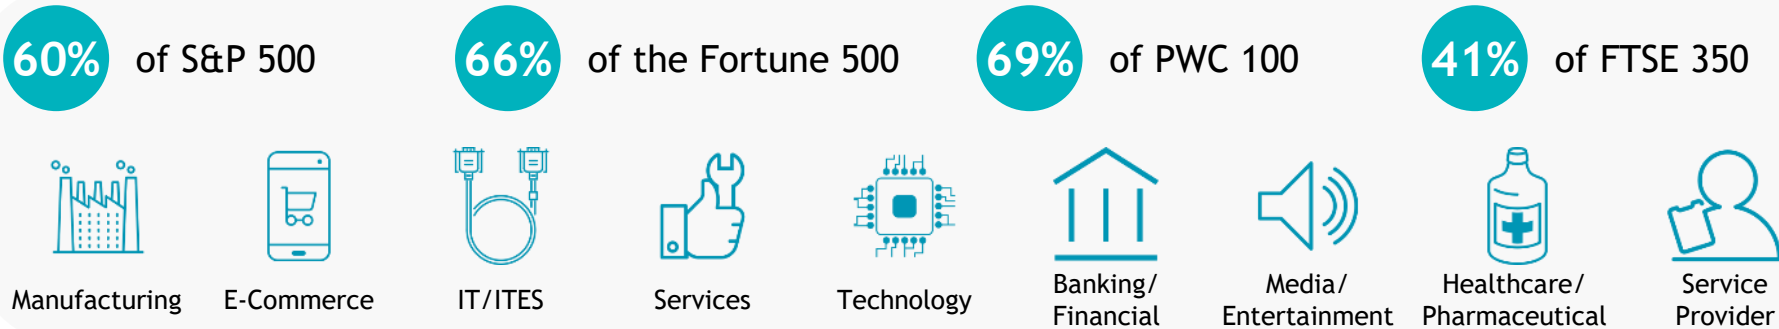 60% of S&P 500
66% of the Fortune 500
69% of PWC 100
41% of FTSE 350
Manufacturing
E-Commerce
IT/ITES
Services
Technology
Banking/
Financial
Media/
Entertainment
Healthcare/
Pharmaceutical
Service
Provider